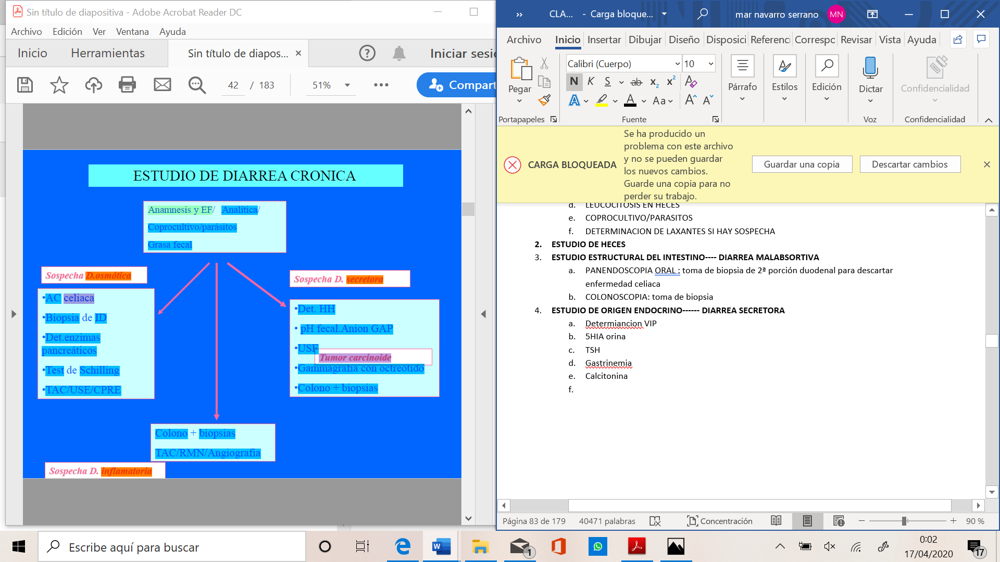 Sin título de diapositiva - Adobe Acrobat Reader DC
Archivo Edición Ver Ventana Ayuda
Inicio Herramientas Sin título de diapos... × Iniciar sesió
42 / 183 51% Compart
ESTUDIO DE DIARREA CRONICA
Anamnesis y EF/ Analítica/
Coprocultivo/parásitos
Grasa fecal
Sospecha D.osmótica
•AC celiaca
•Biopsia de ID
•Det.enzimas
pancreáticos
•Test de Schilling
•TAC/USE/CPRE
Sospecha D. secretora
•Det. HH
• pH fecal.Anion GAP
•USE
Tumor carcinoide
•Gammagrafía con octreótido
•Colono + biopsias
Colono + biopsias
TAC/RMN/Angiografia
Sospecha D. inflamatoria
CLA... - Carga bloque... mar navarro serrano MN
Archivo Inicio Insertar Dibujar Diseño Disposici Referenc Correspc Revisar Vista Ayuda
Pegar
Calibri (Cuerpo) 10
N K S ab x2 x2 A
A A Aa A A
Párrafo Estilos Edición Dictar Confidencialidad
Portapapeles Fuente Voz Confidencialidad
CARGA BLOQUEADA
Se ha producido un
problema con este archivo
y no se pueden guardar
los nuevos cambios.
Guarde una copia para no
perder su trabajo.
Guardar una copia Descartar cambios
d. LEUCOCITOSIS EN HECES
e. COPROCULTIVO/PARASITOS
f. DETERMINACION DE LAXANTES SI HAY SOSPECHA
2. ESTUDIO DE HECES
3. ESTUDIO ESTRUCTURAL DEL INTESTINO---- DIARREA MALABSORTIVA
a. PANENDOSCOPIA ORAL : toma de biopsia de 2ª porción duodenal para descartar
enfermedad celiaca
b. COLONOSCOPIA: toma de biopsia
4. ESTUDIO DE ORIGEN ENDOCRINO------ DIARREA SECRETORA
a. Determiancion VIP
b. 5HIA orina
c. TSH
d. Gastrinemia
e. Calcitonina
f.
Página 83 de 179 40471 palabras Concentración 90 %
Escribe aquí para buscar
1
0:02
17/04/2020
17